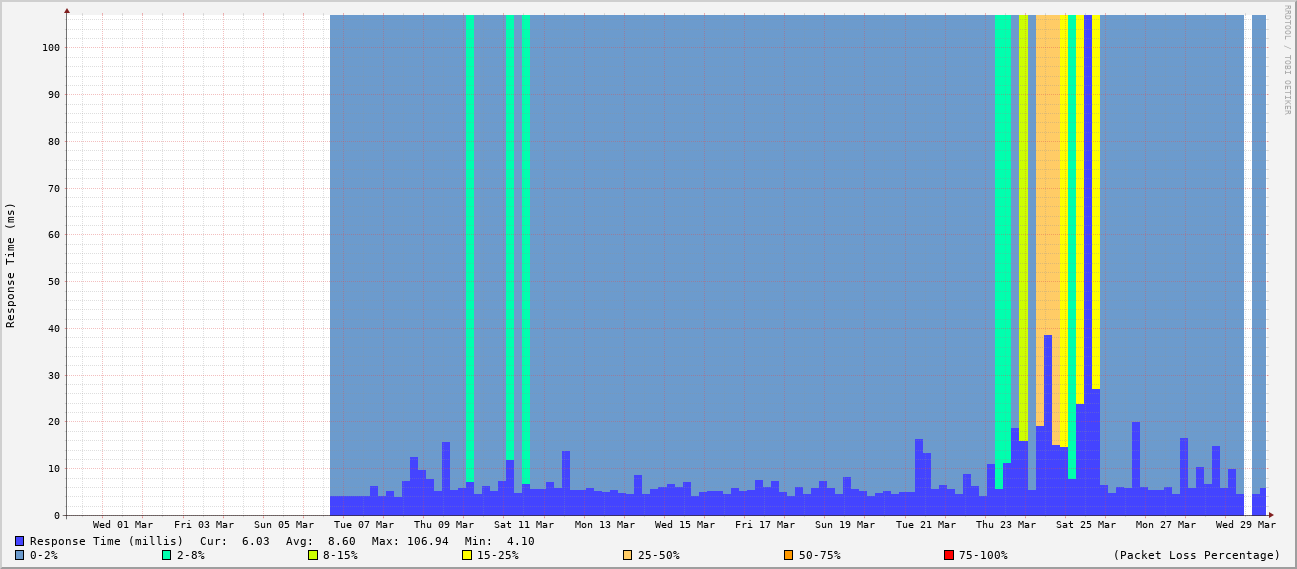 RRDTOOL / TOBI OETIKER
Response Time (ms)
100
90
80
70
60
50
40
30
20
10
0
Wed 01 Mar Fri 03 Mar Sun 05 Mar Tue 07 Mar Thu 09 Mar Sat 11 Mar Mon 13 Mar Wed 15 Mar Fri 17 Mar Sun 19 Mar Tue 21 Mar Thu 23 Mar Sat 25 Mar Mon 27 Mar Wed 29 Mar
Response Time (millis) Cur: 6.03 Avg: 8.60 Max: 106.94 Min: 4.10
0-2% 2-8% 8-15% 15-25% 25-50% 50-75% 75-100% (Packet Loss Percentage)